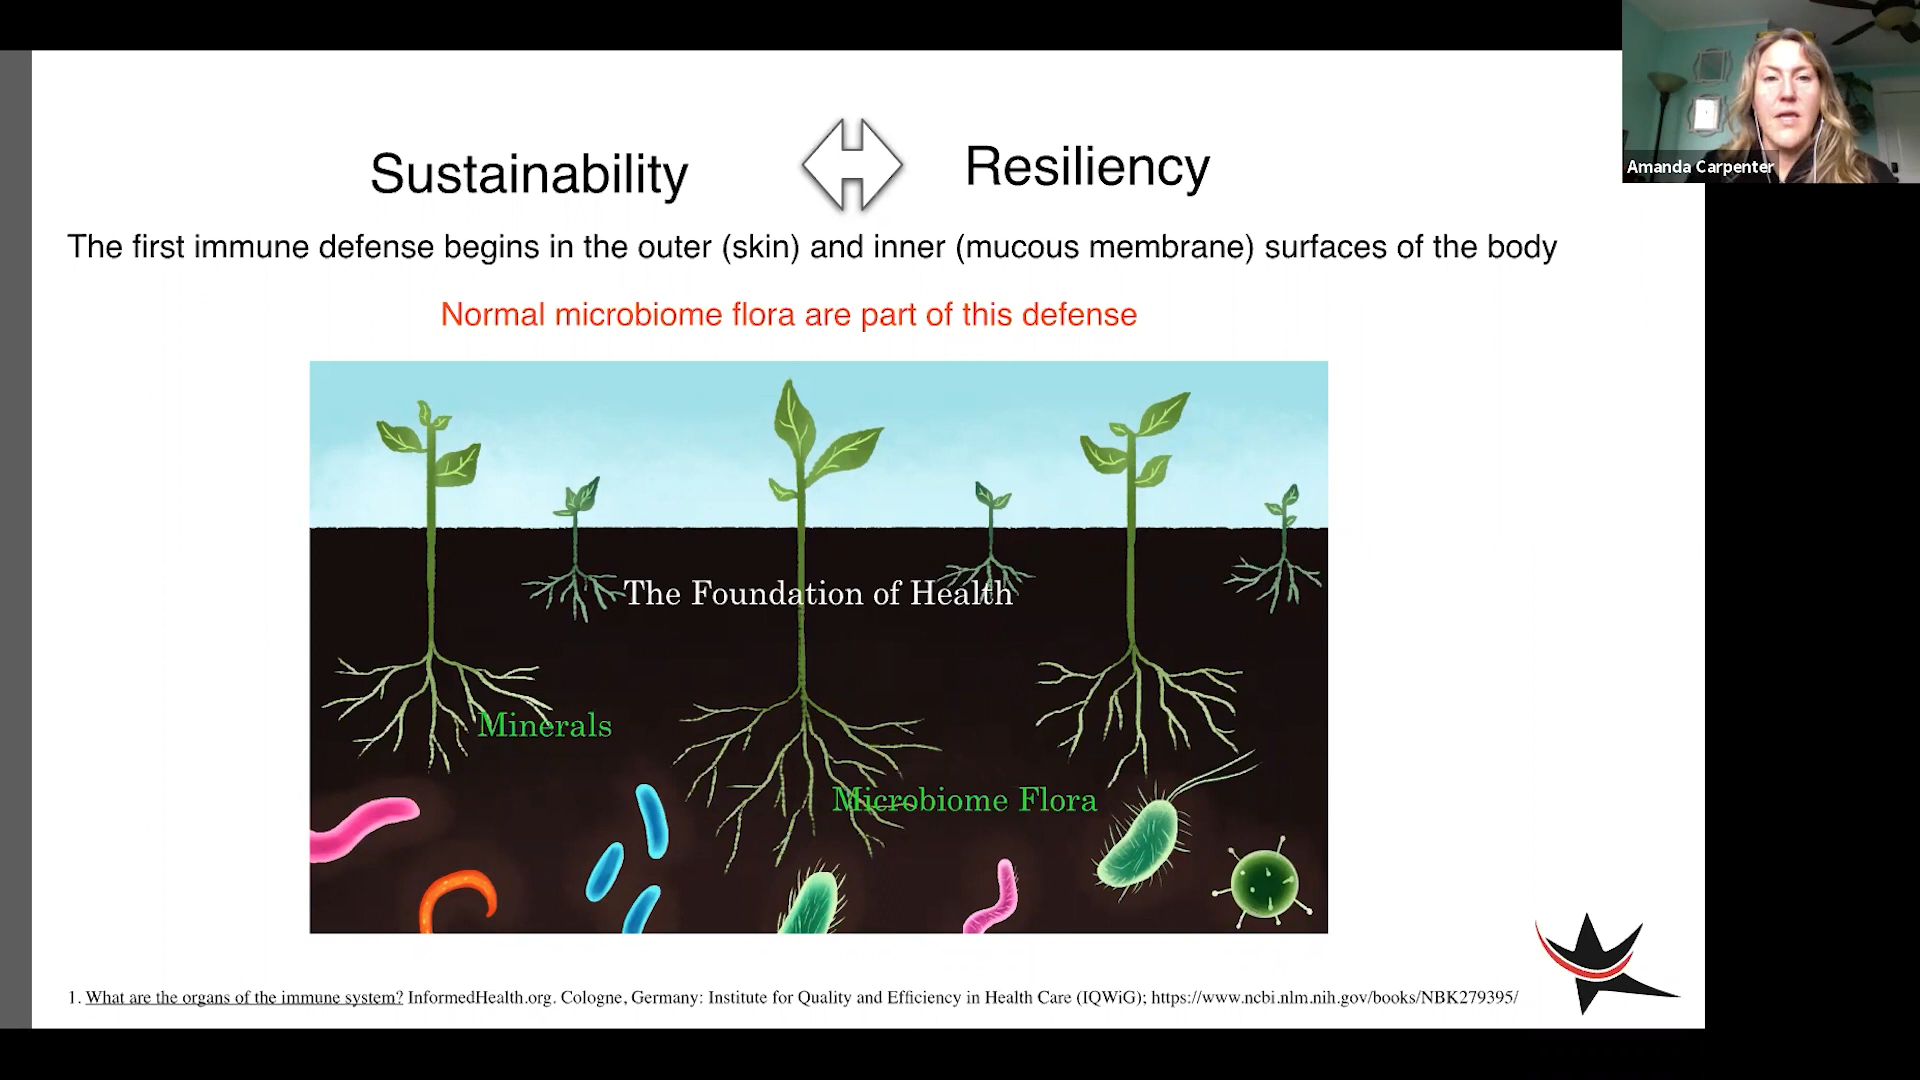 Sustainability
Resiliency
Amanda Carpenter
The first immune defense begins in the outer (skin) and inner (mucous membrane) surfaces of the body
Normal microbiome flora are part of this defense
The Foundation of Health
Minerals
Microbiome Flora
1. What are the organs of the immune system? InformedHealth.org. Cologne, Germany: Institute for Quality and Efficiency in Health Care (IQWiG); https://www.ncbi.nlm.nih.gov/books/NBK279395/